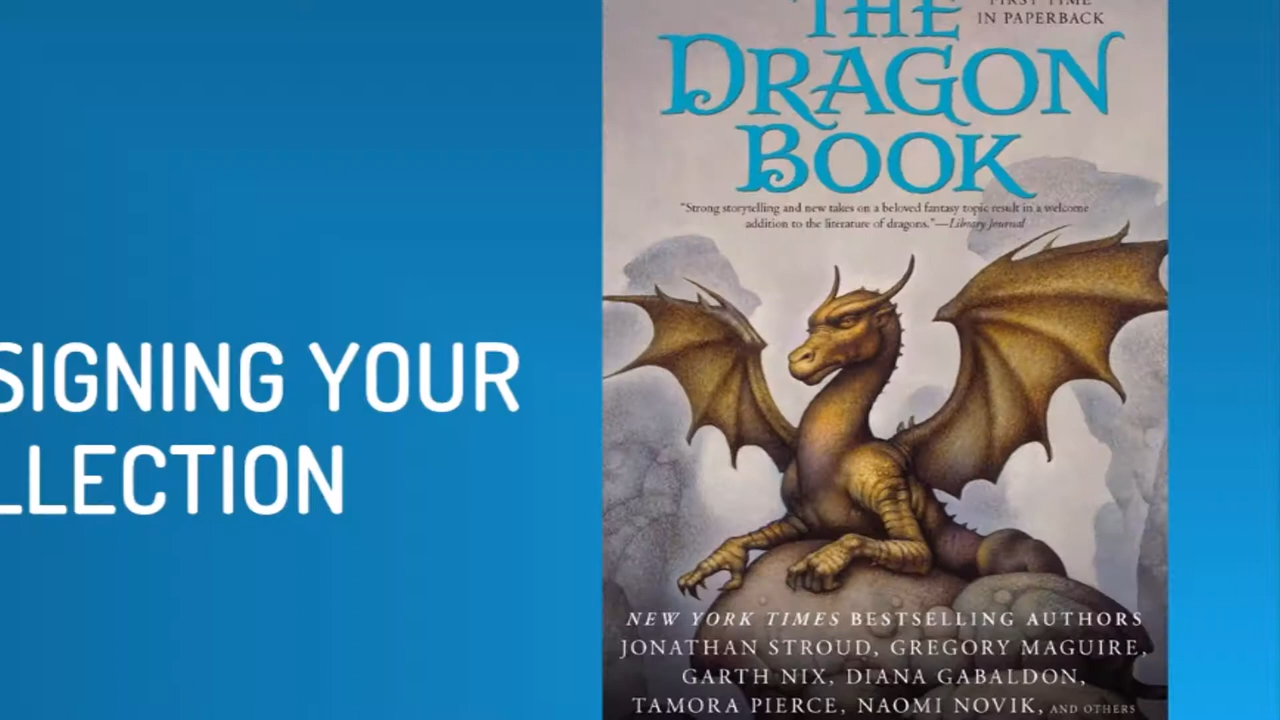 SIGNING YOUR
LLECTION
FIRST TIME
IN PAPERBACK
THE
DRAGON
BOOK
"Strong storytelling and new takes on a beloved fantasy topic result in a welcome
addition to the literature of dragons."—Library Journal
NEW YORK TIMES BESTSELLING AUTHORS
JONATHAN STROUD, GREGORY MAGUIRE,
GARTH NIX, DIANA GABALDON,
TAMORA PIERCE, NAOMI NOVIK, AND OTHERS